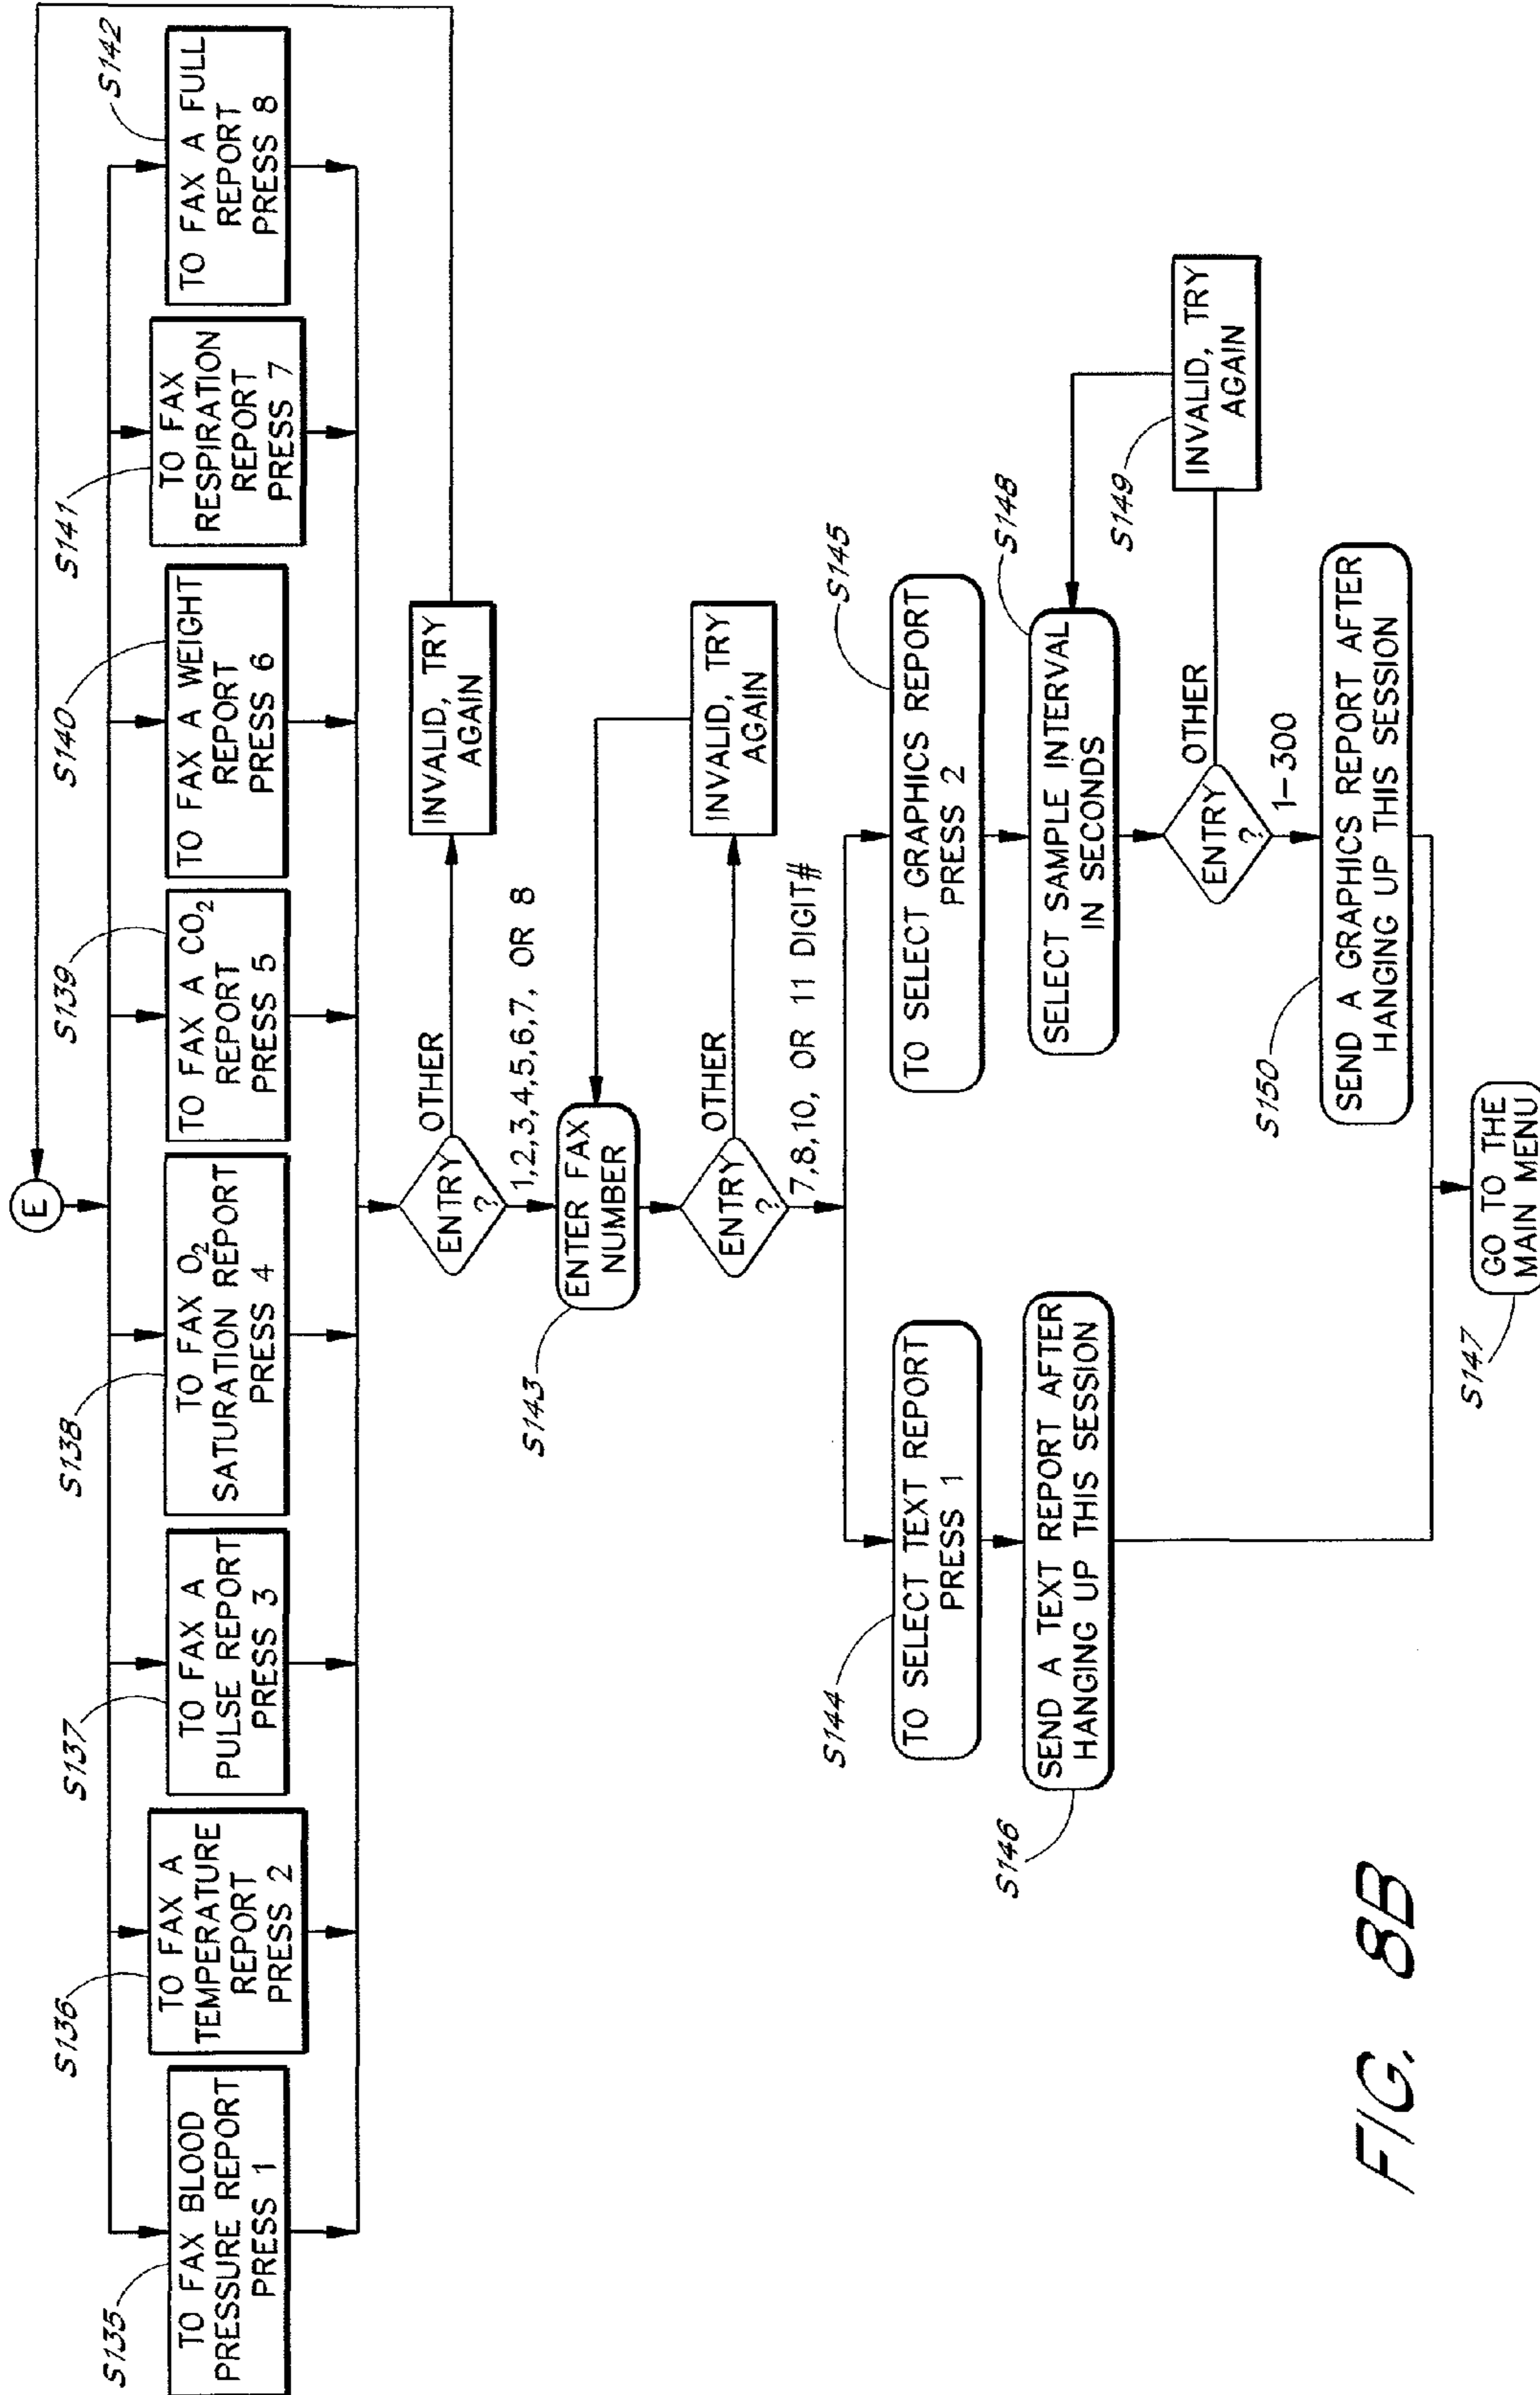 E
S135
TO FAX BLOOD
PRESSURE REPORT
PRESS 1
S136
TO FAX A
TEMPERATURE
REPORT
PRESS 2
S137
TO FAX A
PULSE REPORT
PRESS 3
S138
TO FAX O₂
SATURATION REPORT
PRESS 4
S139
TO FAX A CO₂
REPORT
PRESS 5
S140
TO FAX A WEIGHT
REPORT
PRESS 6
S141
TO FAX
RESPIRATION
REPORT
PRESS 7
S142
TO FAX A FULL
REPORT
PRESS 8
ENTRY
?
OTHER
INVALID, TRY
AGAIN
1,2,3,4,5,6,7, OR 8
S143
ENTER FAX
NUMBER
ENTRY
?
OTHER
INVALID, TRY
AGAIN
7,8,10, OR 11 DIGIT#
S144
TO SELECT TEXT REPORT
PRESS 1
S145
TO SELECT GRAPHICS REPORT
PRESS 2
S146
SEND A TEXT REPORT AFTER
HANGING UP THIS SESSION
S148
SELECT SAMPLE INTERVAL
IN SECONDS
ENTRY
?
OTHER
S149
INVALID, TRY
AGAIN
1-300
S150
SEND A GRAPHICS REPORT AFTER
HANGING UP THIS SESSION
S147
GO TO THE
MAIN MENU
FIG. 8B